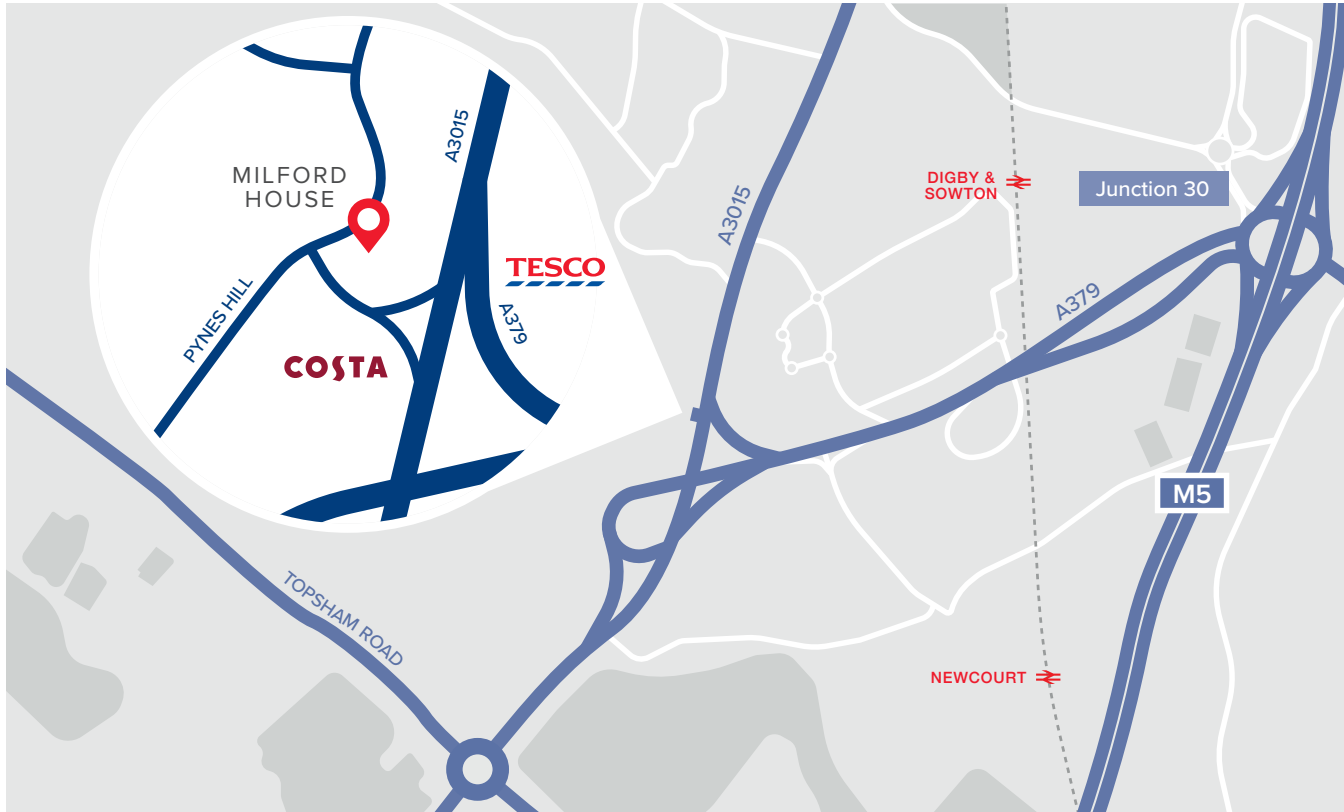 MILFORD
HOUSE
A3015
TESCO
A379
PYNES HILL
COSTA
A3015
DIGBY &
SOWTON
Junction 30
A379
M5
TOPSHAM ROAD
NEWCOURT